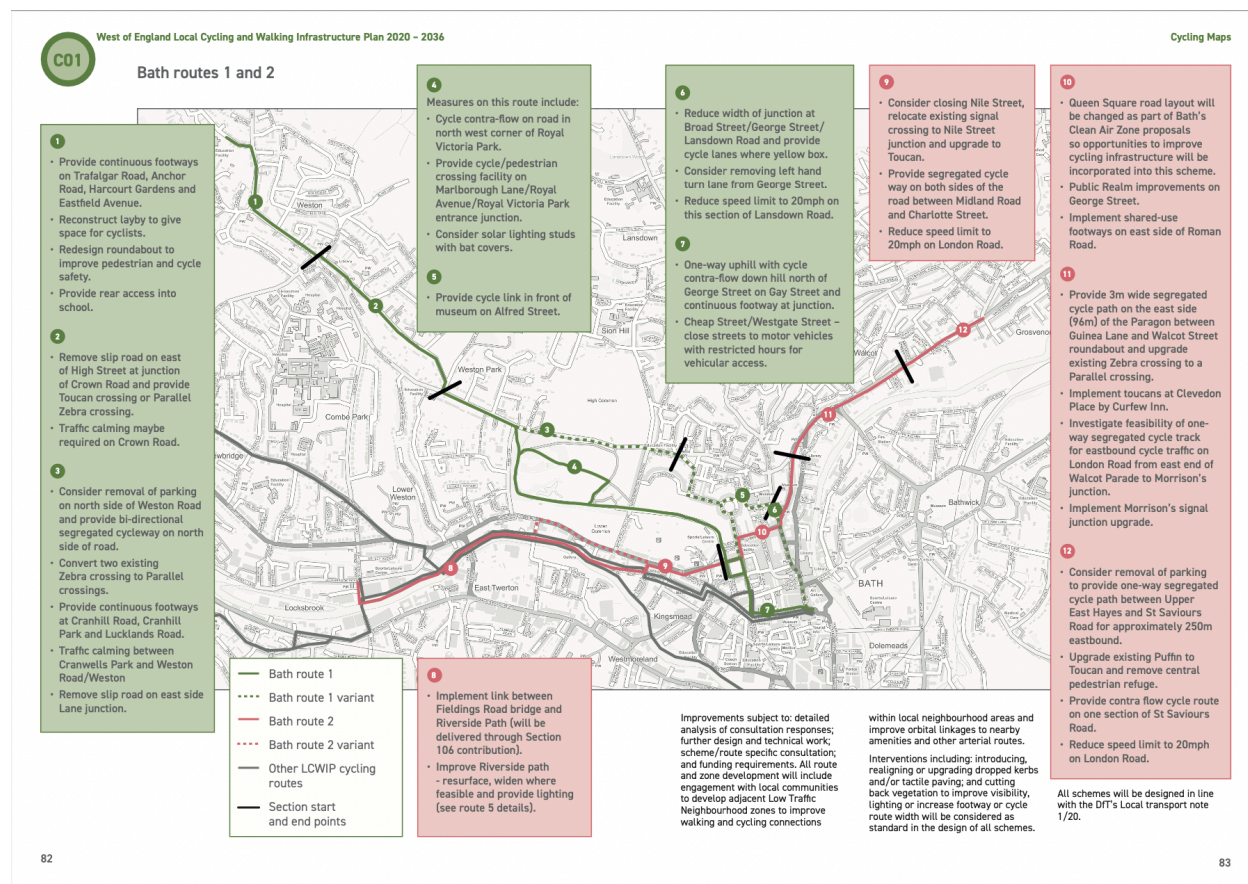 C01
West of England Local Cycling and Walking Infrastructure Plan 2020 – 2036
Cycling Maps
Bath routes 1 and 2
1
• Provide continuous footways
on Trafalgar Road, Anchor
Road, Harcourt Gardens and
Eastfield Avenue.
• Reconstruct layby to give
space for cyclists.
• Redesign roundabout to
improve pedestrian and cycle
safety.
• Provide rear access into
school.
2
• Remove slip road on east
of High Street at junction
of Crown Road and provide
Toucan crossing or Parallel
Zebra crossing.
• Traffic calming maybe
required on Crown Road.
3
• Consider removal of parking
on north side of Weston Road
and provide bi-directional
segregated cycleway on north
side of road.
• Convert two existing
Zebra crossing to Parallel
crossings.
• Provide continuous footways
at Cranhill Road, Cranhill
Park and Lucklands Road.
• Traffic calming between
Cranwells Park and Weston
Road/Weston
• Remove slip road on east side
Lane junction.
4
Measures on this route include:
• Cycle contra-flow on road in
north west corner of Royal
Victoria Park.
• Provide cycle/pedestrian
crossing facility on
Marlborough Lane/Royal
Avenue/Royal Victoria Park
entrance junction.
• Consider solar lighting studs
with bat covers.
5
• Provide cycle link in front of
museum on Alfred Street.
6
• Reduce width of junction at
Broad Street/George Street/
Lansdown Road and provide
cycle lanes where yellow box.
• Consider removing left hand
turn lane from George Street.
• Reduce speed limit to 20mph on
this section of Lansdown Road.
7
• One-way uphill with cycle
contra-flow down hill north of
George Street on Gay Street and
continuous footway at junction.
• Cheap Street/Westgate Street –
close streets to motor vehicles
with restricted hours for
vehicular access.
9
• Consider closing Nile Street,
relocate existing signal
crossing to Nile Street
junction and upgrade to
Toucan.
• Provide segregated cycle
way on both sides of the
road between Midland Road
and Charlotte Street.
• Reduce speed limit to
20mph on London Road.
10
• Queen Square road layout will
be changed as part of Bath's
Clean Air Zone proposals
so opportunities to improve
cycling infrastructure will be
incorporated into this scheme.
• Public Realm improvements on
George Street.
• Implement shared-use
footways on east side of Roman
Road.
11
• Provide 3m wide segregated
cycle path on the east side
(96m) of the Paragon between
Guinea Lane and Walcot Street
roundabout and upgrade
existing Zebra crossing to a
Parallel crossing.
• Implement toucans at Clevedon
Place by Curfew Inn.
• Investigate feasibility of one-
way segregated cycle track
for eastbound cycle traffic on
London Road from east end of
Walcot Parade to Morrison's
junction.
• Implement Morrison's signal
junction upgrade.
12
• Consider removal of parking
to provide one-way segregated
cycle path between Upper
East Hayes and St Saviours
Road for approximately 250m
eastbound.
• Upgrade existing Puffin to
Toucan and remove central
pedestrian refuge.
• Provide contra flow cycle route
on one section of St Saviours
Road.
• Reduce speed limit to 20mph
on London Road.
1
Weston
Lansdown
2
Sion Hill
12
Grosvenor
Walcot
Weston Park
High Common
Combe Park
11
3
4
Lower
Weston
5
6
Bathwick
10
8
9
East Twerton
BATH
Locksbrook
Kingsmead
7
Dolemeads
Westmoreland
Bath route 1
Bath route 1 variant
Bath route 2
Bath route 2 variant
Other LCWIP cycling
routes
Section start
and end points
8
• Implement link between
Fieldings Road bridge and
Riverside Path (will be
delivered through Section
106 contribution).
• Improve Riverside path
- resurface, widen where
feasible and provide lighting
(see route 5 details).
Improvements subject to: detailed
analysis of consultation responses;
further design and technical work;
scheme/route specific consultation;
and funding requirements. All route
and zone development will include
engagement with local communities
to develop adjacent Low Traffic
Neighbourhood zones to improve
walking and cycling connections
within local neighbourhood areas and
improve orbital linkages to nearby
amenities and other arterial routes.
Interventions including: introducing,
realigning or upgrading dropped kerbs
and/or tactile paving; and cutting
back vegetation to improve visibility,
lighting or increase footway or cycle
route width will be considered as
standard in the design of all schemes.
All schemes will be designed in line
with the DfT's Local transport note
1/20.
82
83